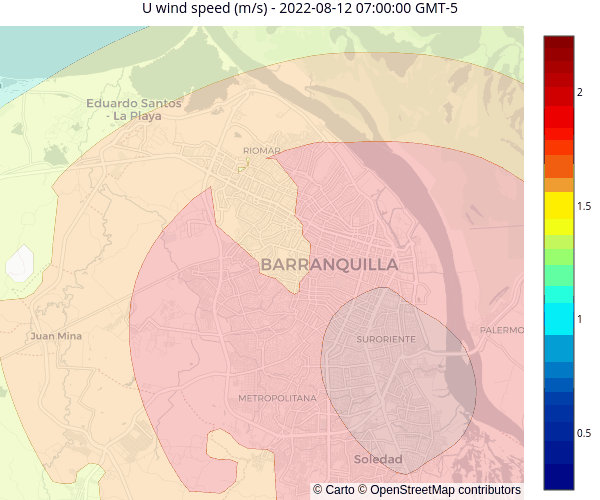 U wind speed (m/s) - 2022-08-12 07:00:00 GMT-5
Eduardo Santos
- La Playa
RIOMAR
BARRANQUILLA
Juan Mina
SURORIENTE
PALERMO
METROPOLITANA
Soledad
© Carto © OpenStreetMap contributors
2
1.5
1
0.5